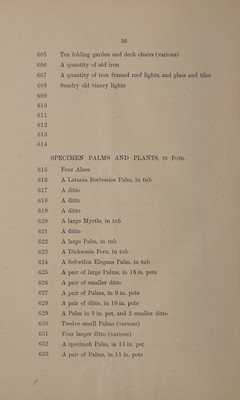 36
605 Ten folding garden and deck chairs (various)
606 A quantity of old iron
607 A quantity of iron framed roof lights, and glass and tiles
608 Sundry old vinery lights
609
610
611
612
613
614
SPECIMEN PALMS AND PLANTS, IN POTS.
615 Four Aloes
616 A Latania Borbonica Palm, in tub
617 A ditto
618 A ditto
619 A ditto
620 A large Myrtle, in tub
621 A ditto
622 A large Palm, in tub
623 A Dicksonia Fern, in tub
624 A Seforthia Elegans Palm, in tub
625 A pair of large Palms, in 16 in. pots
626 A pair of smaller ditto
627 A pair of Palms, in 9 in. pots
628 A pair of ditto, in 10 in. pots
629 A Palm in 9 in. pot, and 2 smaller ditto
630 Twelve small Palms (various)
631 Four larger ditto (various)
632 A specimen Palm, in 15 in. pot
633 A pair of Palms, in 11 in. pots